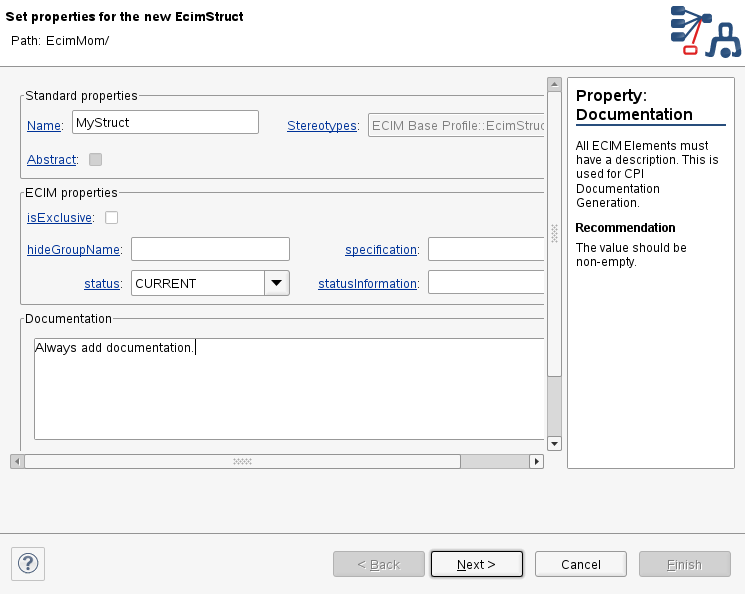 Set properties for the new EcimStruct
Path: EcimMom/
Standard properties
Name: MyStruct Stereotypes: ECIM Base Profile::EcimStruc
Abstract:
ECIM properties
isExclusive:
hideGroupName: specification:
status: CURRENT statusInformation:
Documentation
Always add documentation.
Property:
Documentation
All ECIM Elements must
have a description. This is
used for CPI
Documentation
Generation.
Recommendation
The value should be
non-empty.
?
< Back Next > Cancel Finish